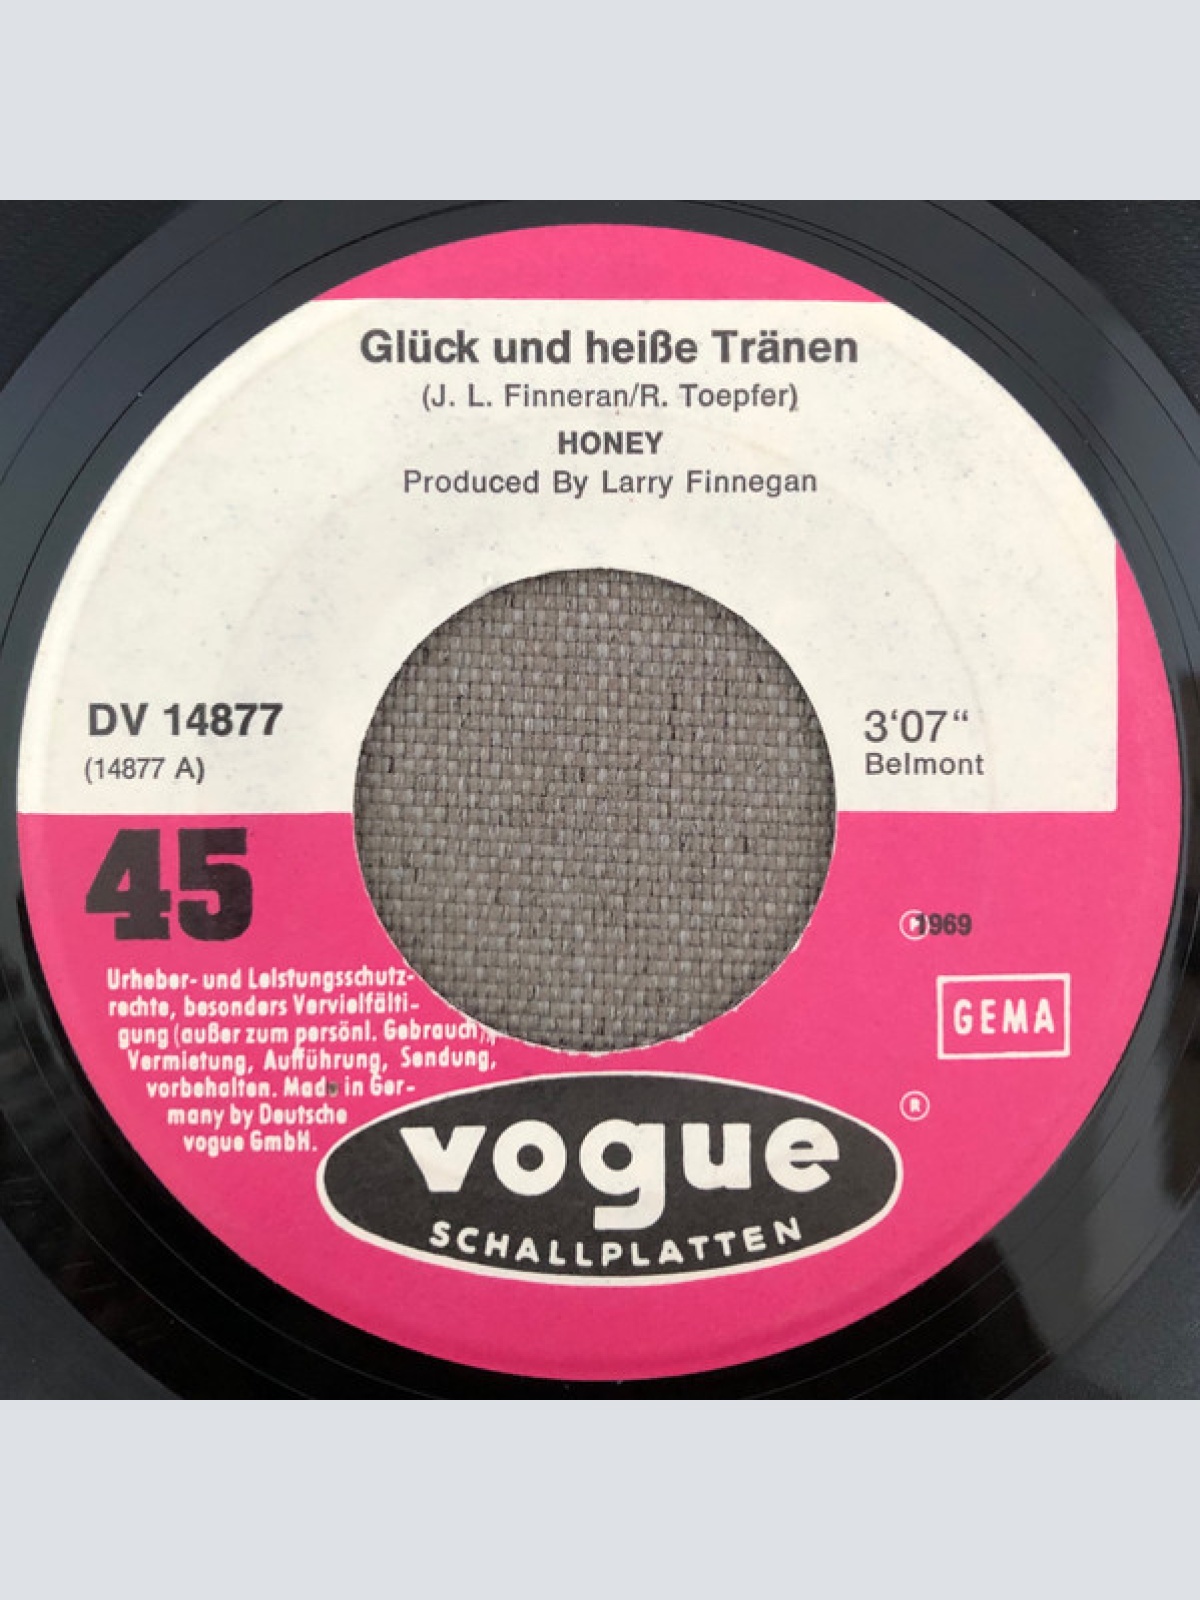 Glück und heiße Tränen
(J. L. Finneran/R. Toepfer)
HONEY
Produced By Larry Finnegan
DV 14877
(14877 A)
3‘07“
Belmont
45
Ⓟ1969
Urheber- und Leistungsschutz-
rechte, besonders Vervielfälti-
gung (außer zum persönl. Gebrauch),
Vermietung, Aufführung, Sendung,
vorbehalten. Made in Ger-
many by Deutsche
vogue GmbH.
GEMA
®
vogue
SCHALLPLATTEN